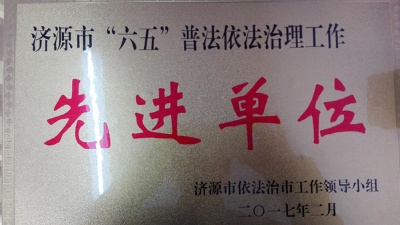 济源市“六五”普法依法治理工作
先进单位
济源市依法治市工作领导小组
二〇一七年二月